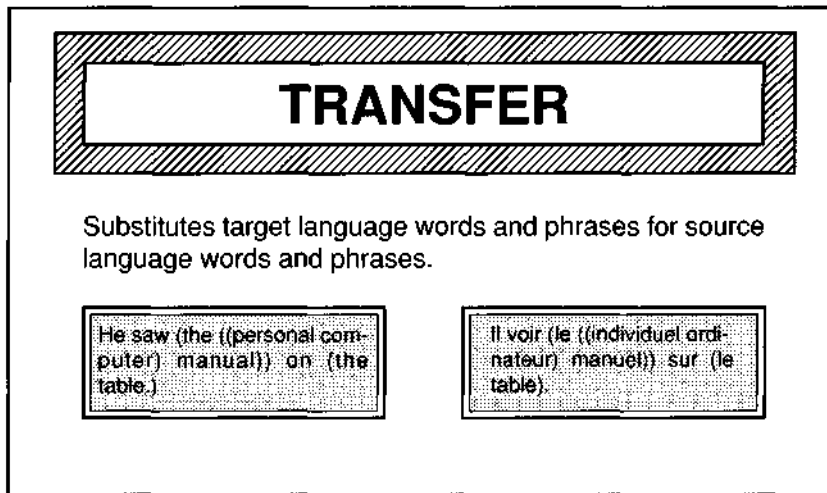 TRANSFER
Substitutes target language words and phrases for source
language words and phrases.
He saw (the ((personal com-
puter) manual)) on (the
table.)
Il voir (le ((individuel ordi-
nateur) manuel)) sur (le
table).